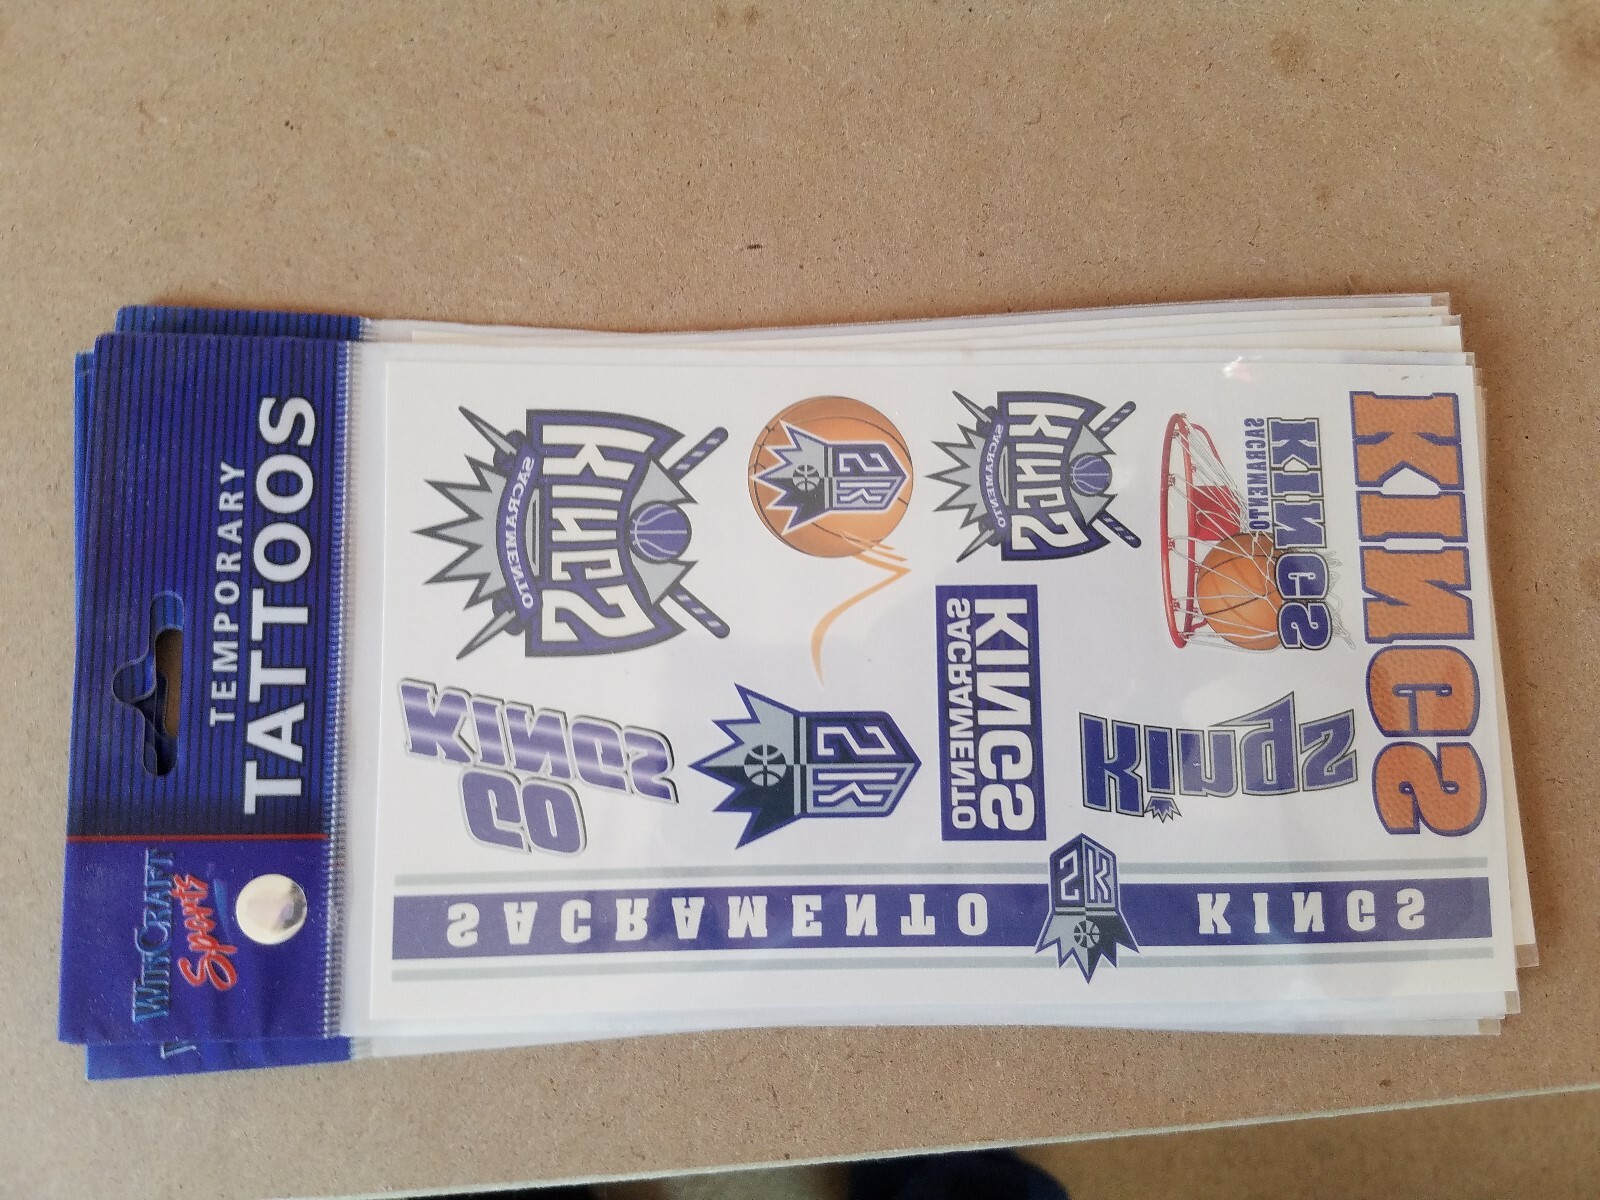 TEMPORARY
TATTOOS
WINCRAFT
Sports
KINGS
SACRAMENTO
GO
KINGS
SK
SK
KINGS
SACRAMENTO
SACRAMENTO
KINGS
SACRAMENTO
KINGS
Kings
KINGS
SACRAMENTO
SK
KINGS